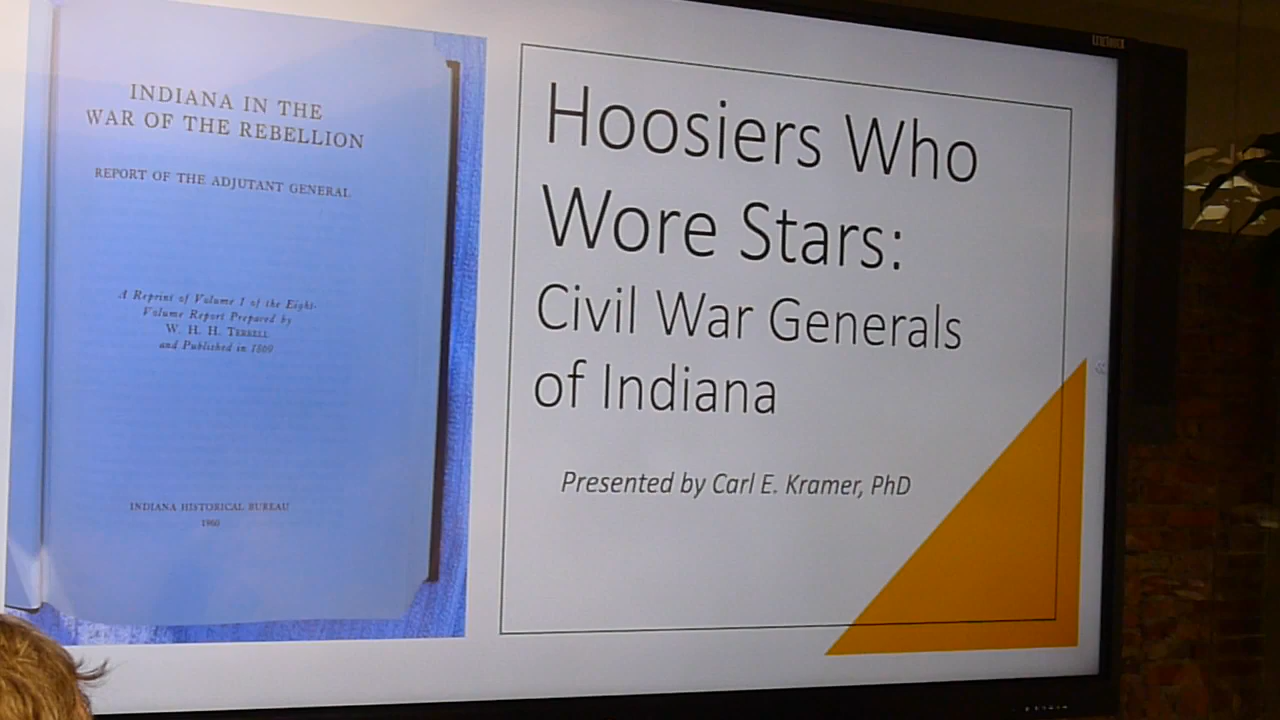 INDIANA IN THE
WAR OF THE REBELLION
REPORT OF THE ADJUTANT GENERAL
A Reprint of Volume 1 of the Eight-
Volume Report Prepared by
W. H. H. TERRELL
and Published in 1869
INDIANA HISTORICAL BUREAU
1960
Hoosiers Who
Wore Stars:
Civil War Generals
of Indiana
Presented by Carl E. Kramer, PhD